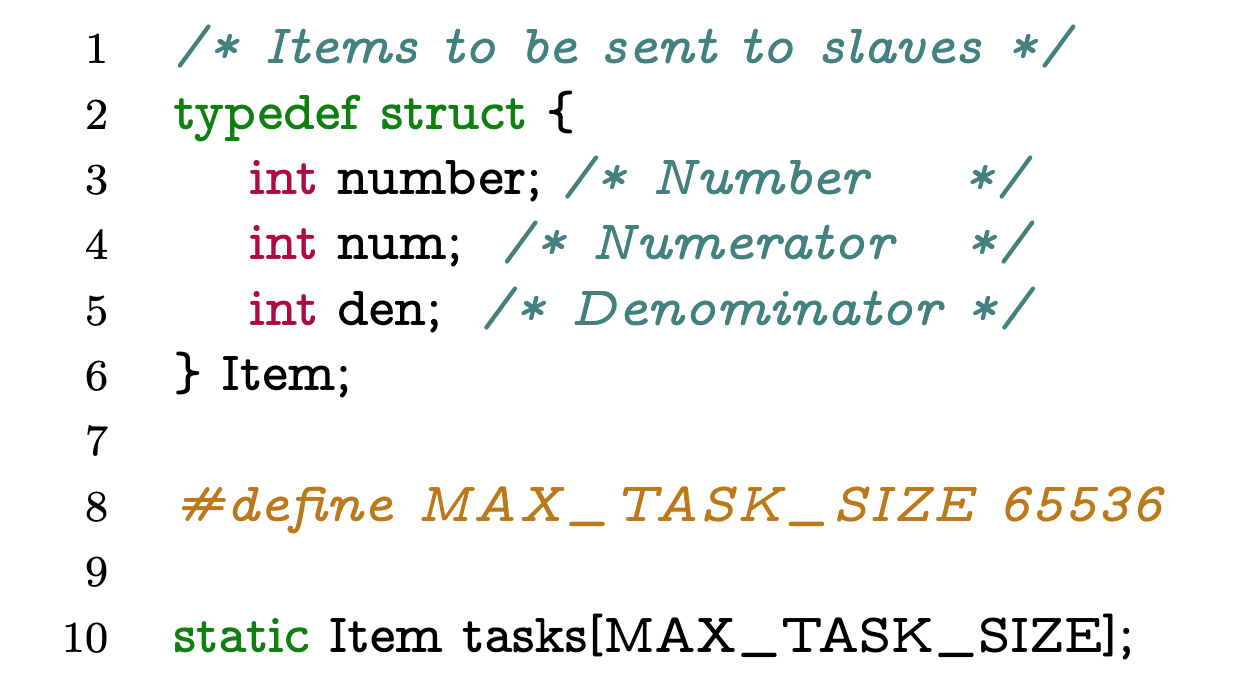 1 /* Items to be sent to slaves */
2 typedef struct {
3 int number; /* Number */
4 int num; /* Numerator */
5 int den; /* Denominator */
6 } Item;
7
8 #define MAX_TASK_SIZE 65536
9
10 static Item tasks[MAX_TASK_SIZE];